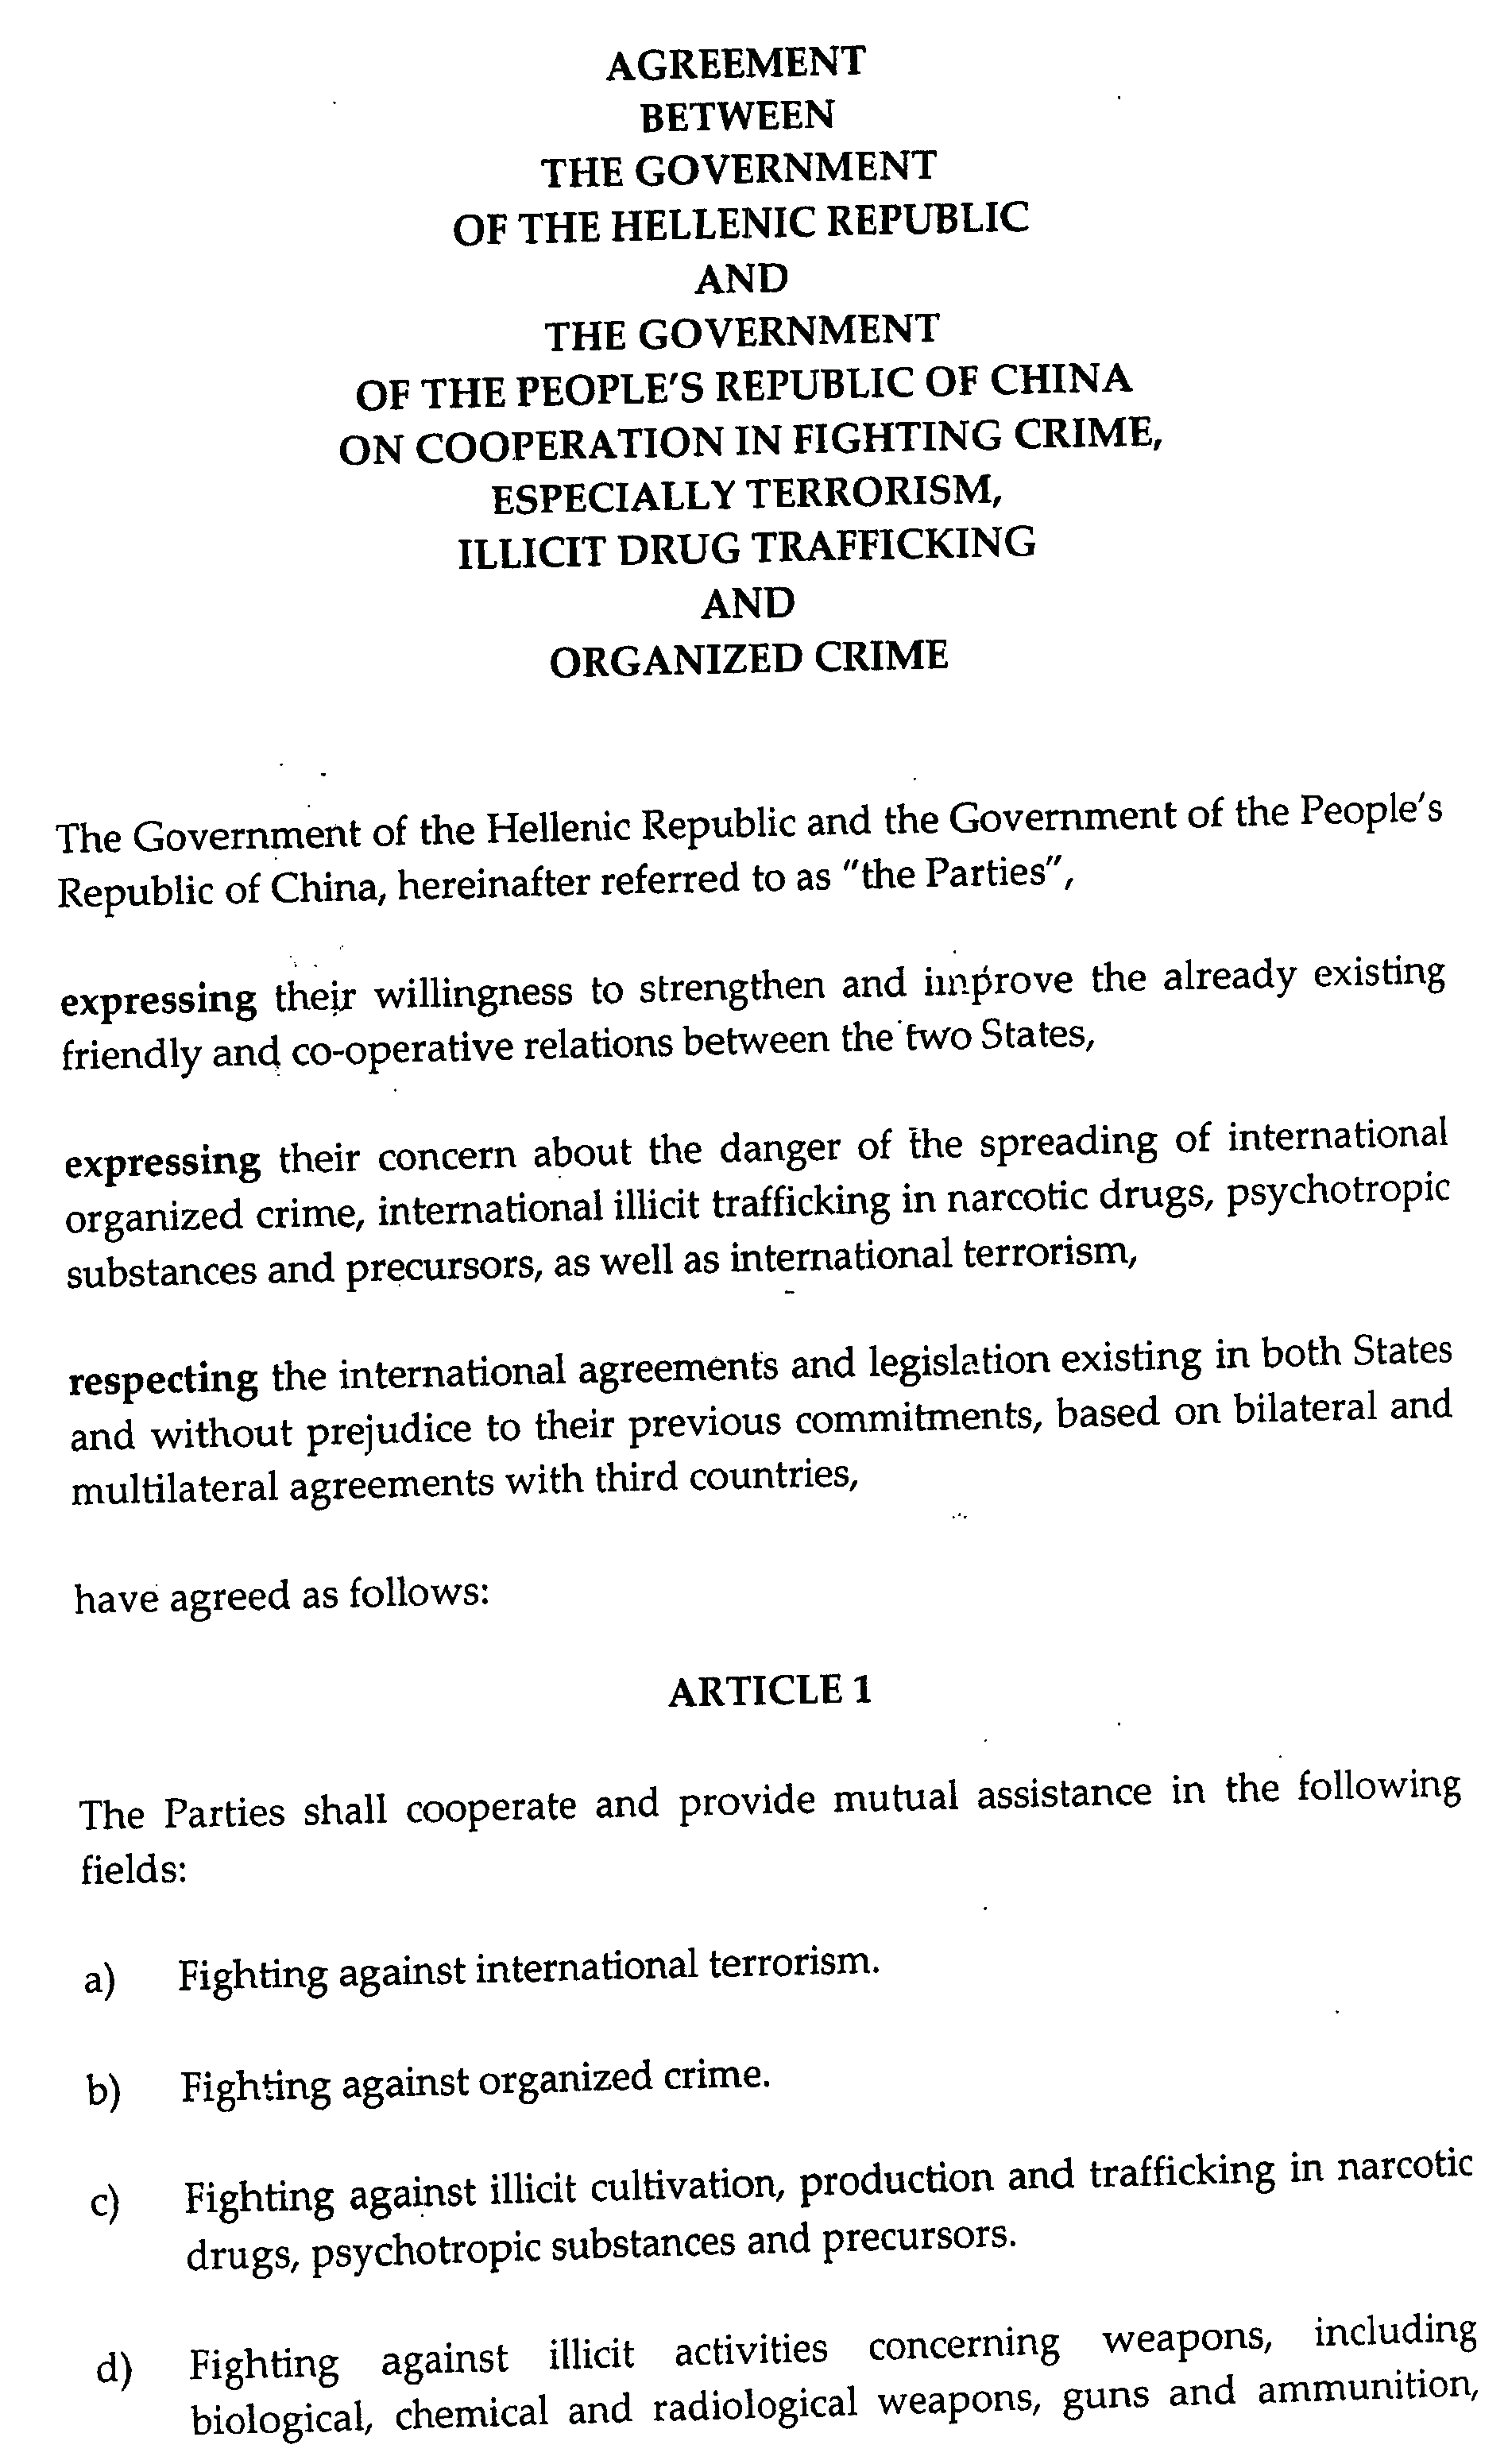 AGREEMENT
BETWEEN
THE GOVERNMENT
OF THE HELLENIC REPUBLIC
AND
THE GOVERNMENT
OF THE PEOPLE'S REPUBLIC OF CHINA
ON COOPERATION IN FIGHTING CRIME,
ESPECIALLY TERRORISM,
ILLICIT DRUG TRAFFICKING
AND
ORGANIZED CRIME
The Government of the Hellenic Republic and the Government of the People's
Republic of China, hereinafter referred to as "the Parties",
expressing their willingness to strengthen and improve the already existing
friendly and co-operative relations between the two States,
expressing their concern about the danger of the spreading of international
organized crime, international illicit trafficking in narcotic drugs, psychotropic
substances and precursors, as well as international terrorism,
respecting the international agreements and legislation existing in both States
and without prejudice to their previous commitments, based on bilateral and
multilateral agreements with third countries,
have agreed as follows:
ARTICLE 1
The Parties shall cooperate and provide mutual assistance in the following
fields:
a) Fighting against international terrorism.
b) Fighting against organized crime.
c) Fighting against illicit cultivation, production and trafficking in narcotic
drugs, psychotropic substances and precursors.
d) Fighting against illicit activities concerning weapons, including
biological, chemical and radiological weapons, guns and ammunition,